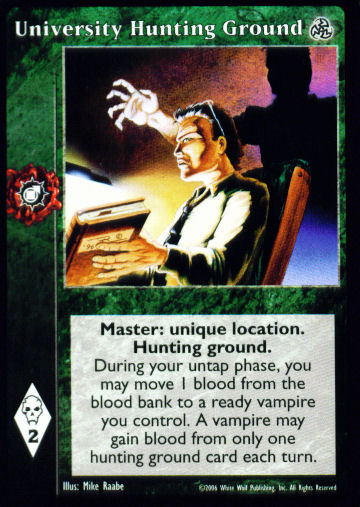 University Hunting Ground
Master: unique location.
Hunting ground.
During your untap phase, you
may move 1 blood from the
blood bank to a ready vampire
you control. A vampire may
gain blood from only one
hunting ground card each turn.
2
Illus: Mike Raabe
©2006 White Wolf Publishing, Inc. All Rights Reserved